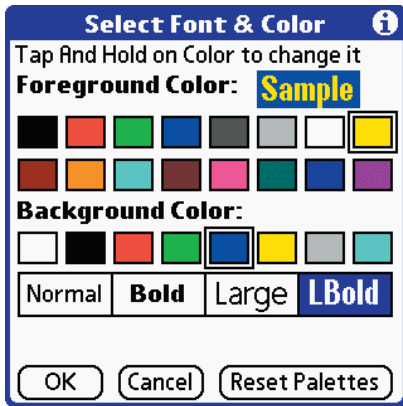 Select Font & Color i
Tap And Hold on Color to change it
Foreground Color: Sample
Background Color:
Normal Bold Large LBold
OK Cancel Reset Palettes